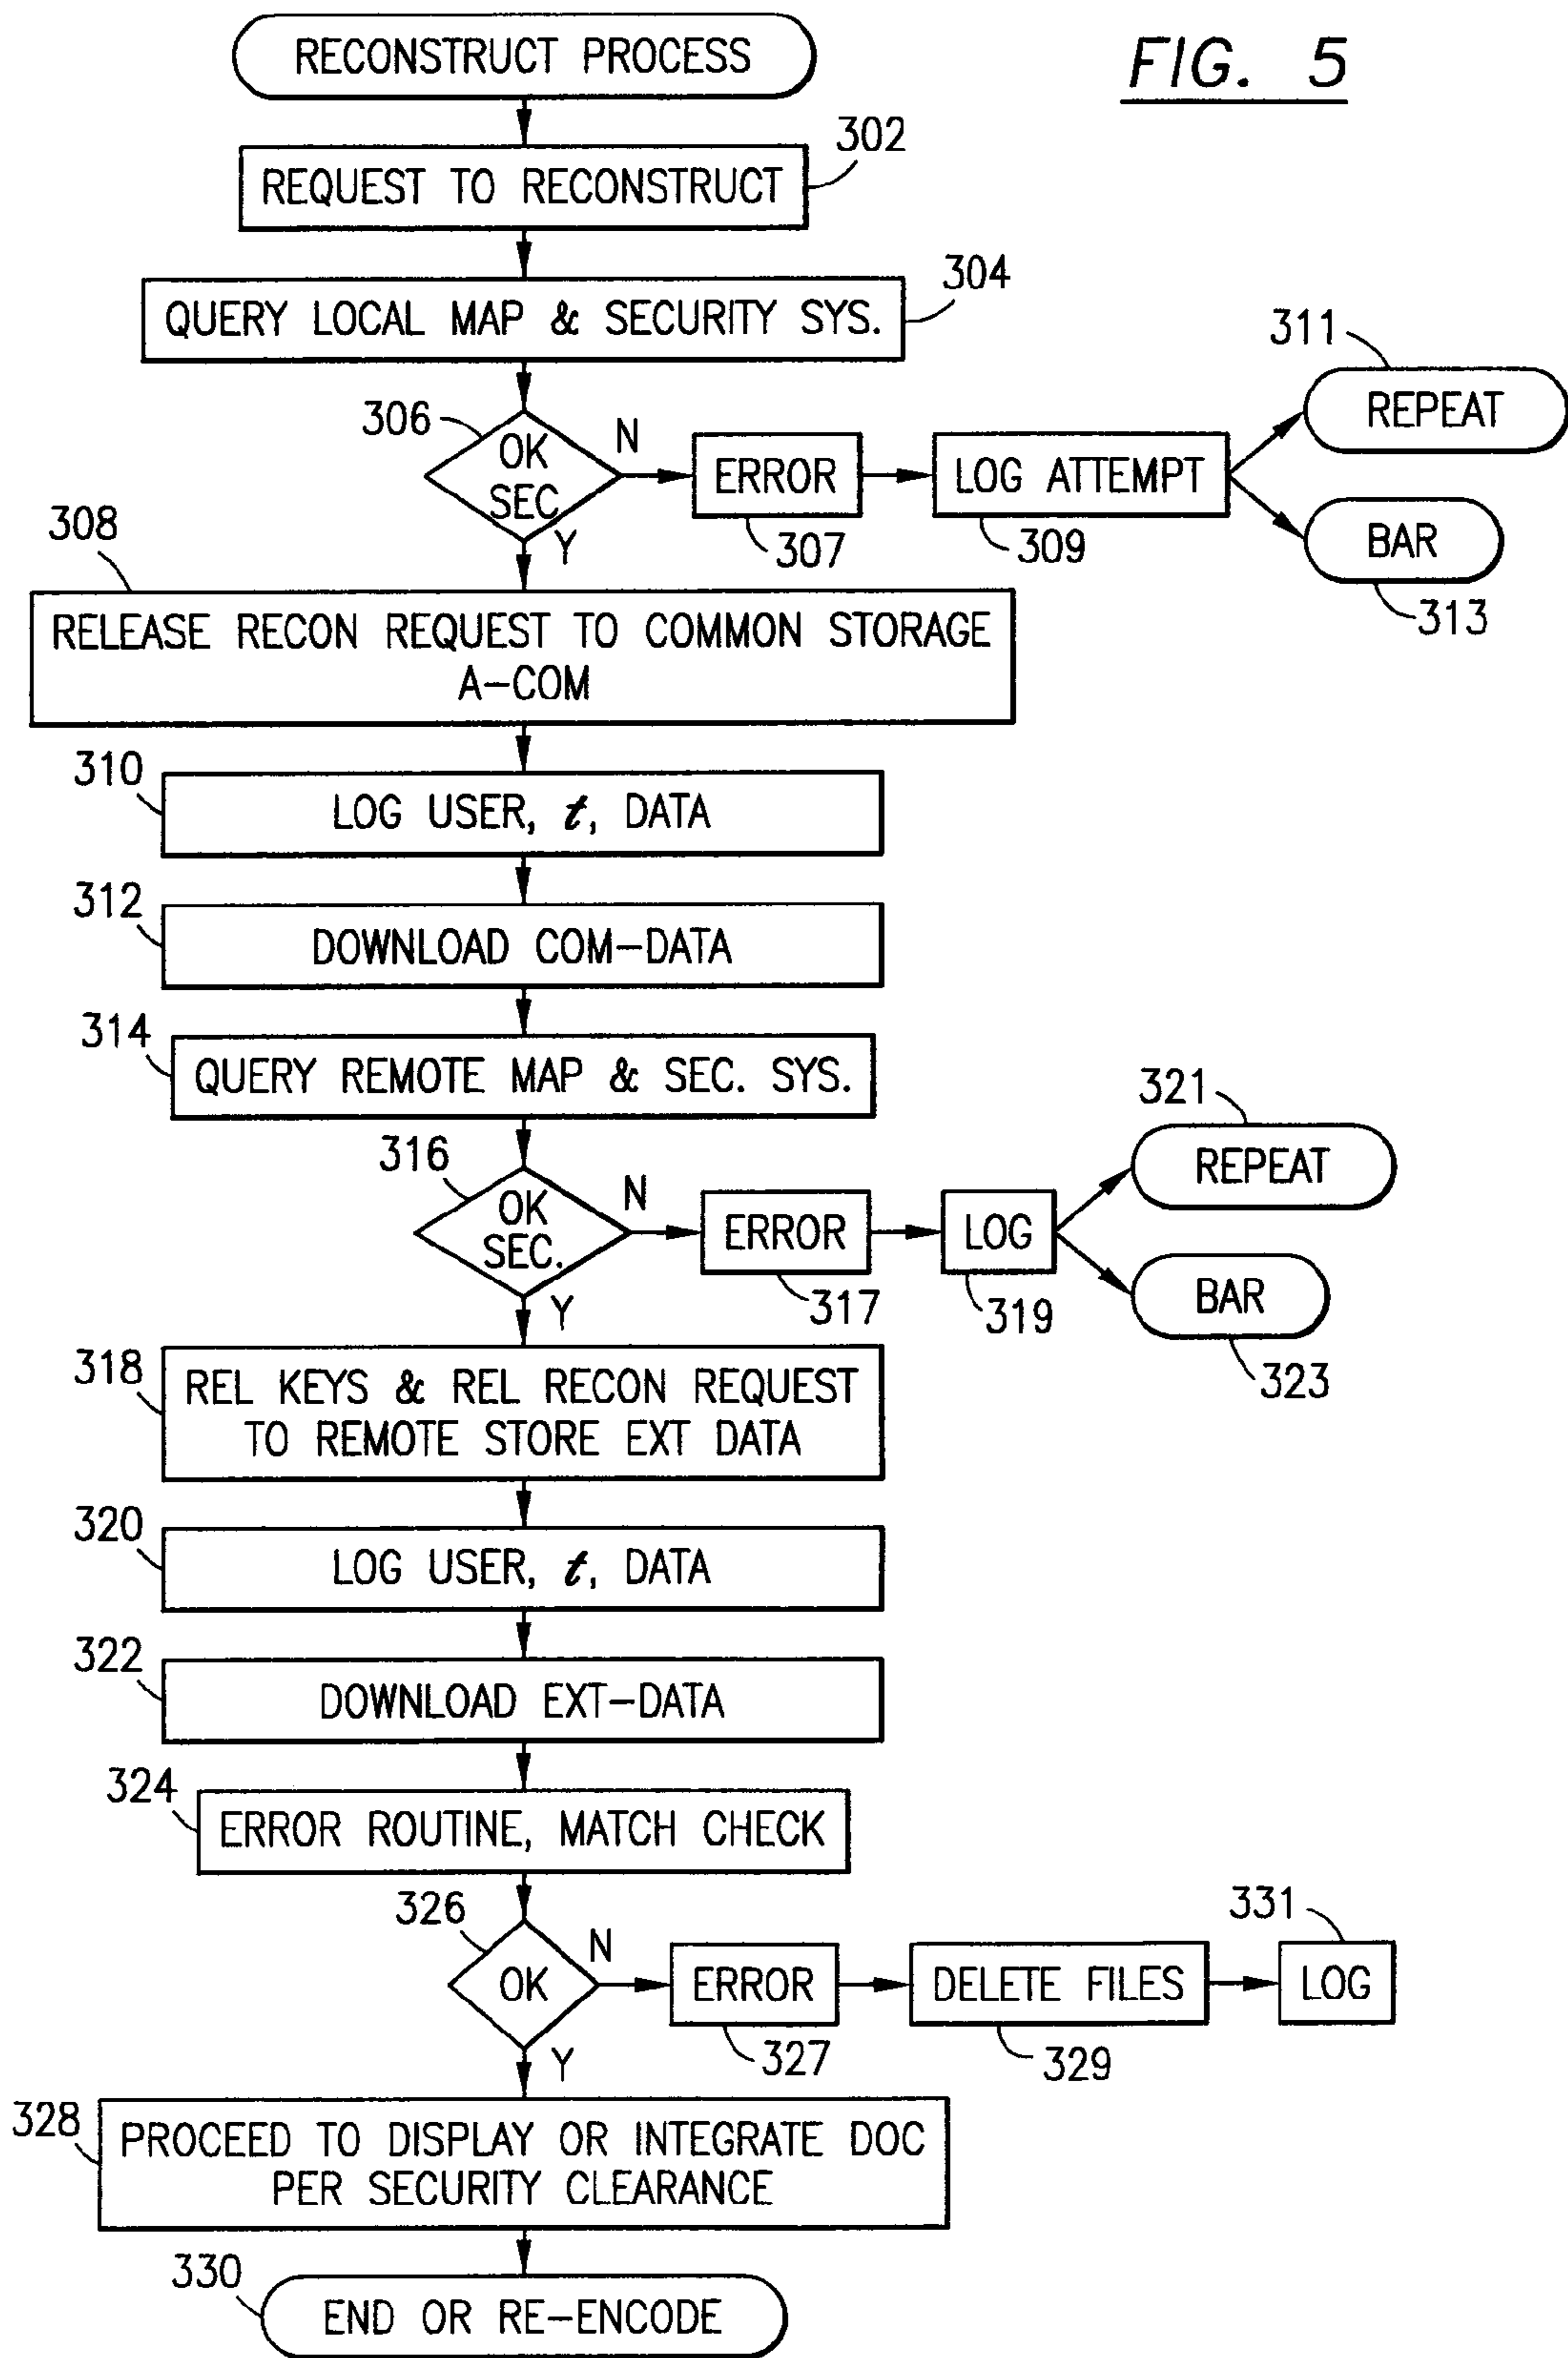 RECONSTRUCT PROCESS
FIG. 5
302
REQUEST TO RECONSTRUCT
304
QUERY LOCAL MAP & SECURITY SYS.
311
REPEAT
306
OK
SEC
N
ERROR
307
LOG ATTEMPT
309
BAR
313
Y
308
RELEASE RECON REQUEST TO COMMON STORAGE
A-COM
310
LOG USER, t, DATA
312
DOWNLOAD COM-DATA
314
QUERY REMOTE MAP & SEC. SYS.
321
REPEAT
316
OK
SEC.
N
ERROR
317
LOG
319
BAR
323
Y
318
REL KEYS & REL RECON REQUEST
TO REMOTE STORE EXT DATA
320
LOG USER, t, DATA
322
DOWNLOAD EXT-DATA
324
ERROR ROUTINE, MATCH CHECK
326
OK
N
ERROR
327
DELETE FILES
329
331
LOG
Y
328
PROCEED TO DISPLAY OR INTEGRATE DOC
PER SECURITY CLEARANCE
330
END OR RE-ENCODE